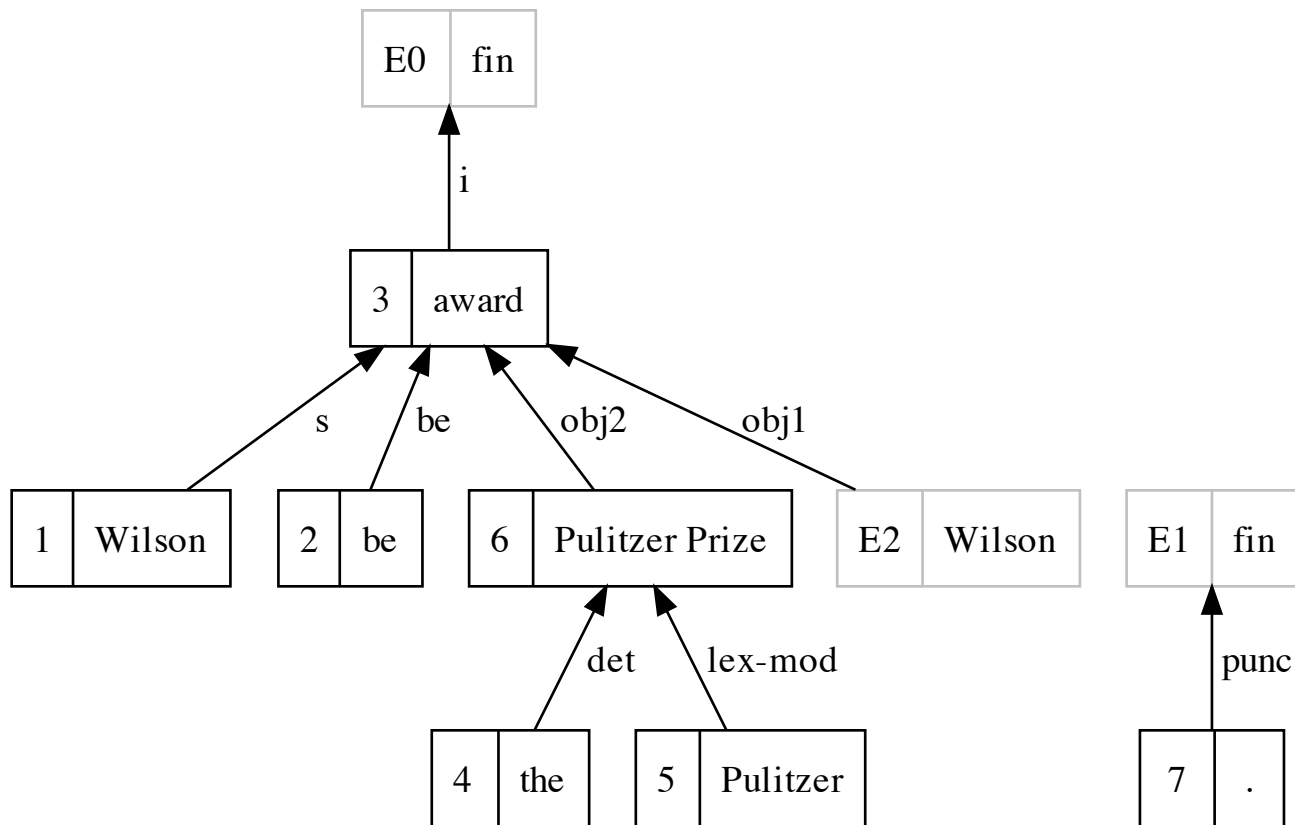 E0 fin
i
3 award
s be obj2 obj1
1 Wilson 2 be 6 Pulitzer Prize E2 Wilson E1 fin
det lex-mod punc
4 the 5 Pulitzer 7 .